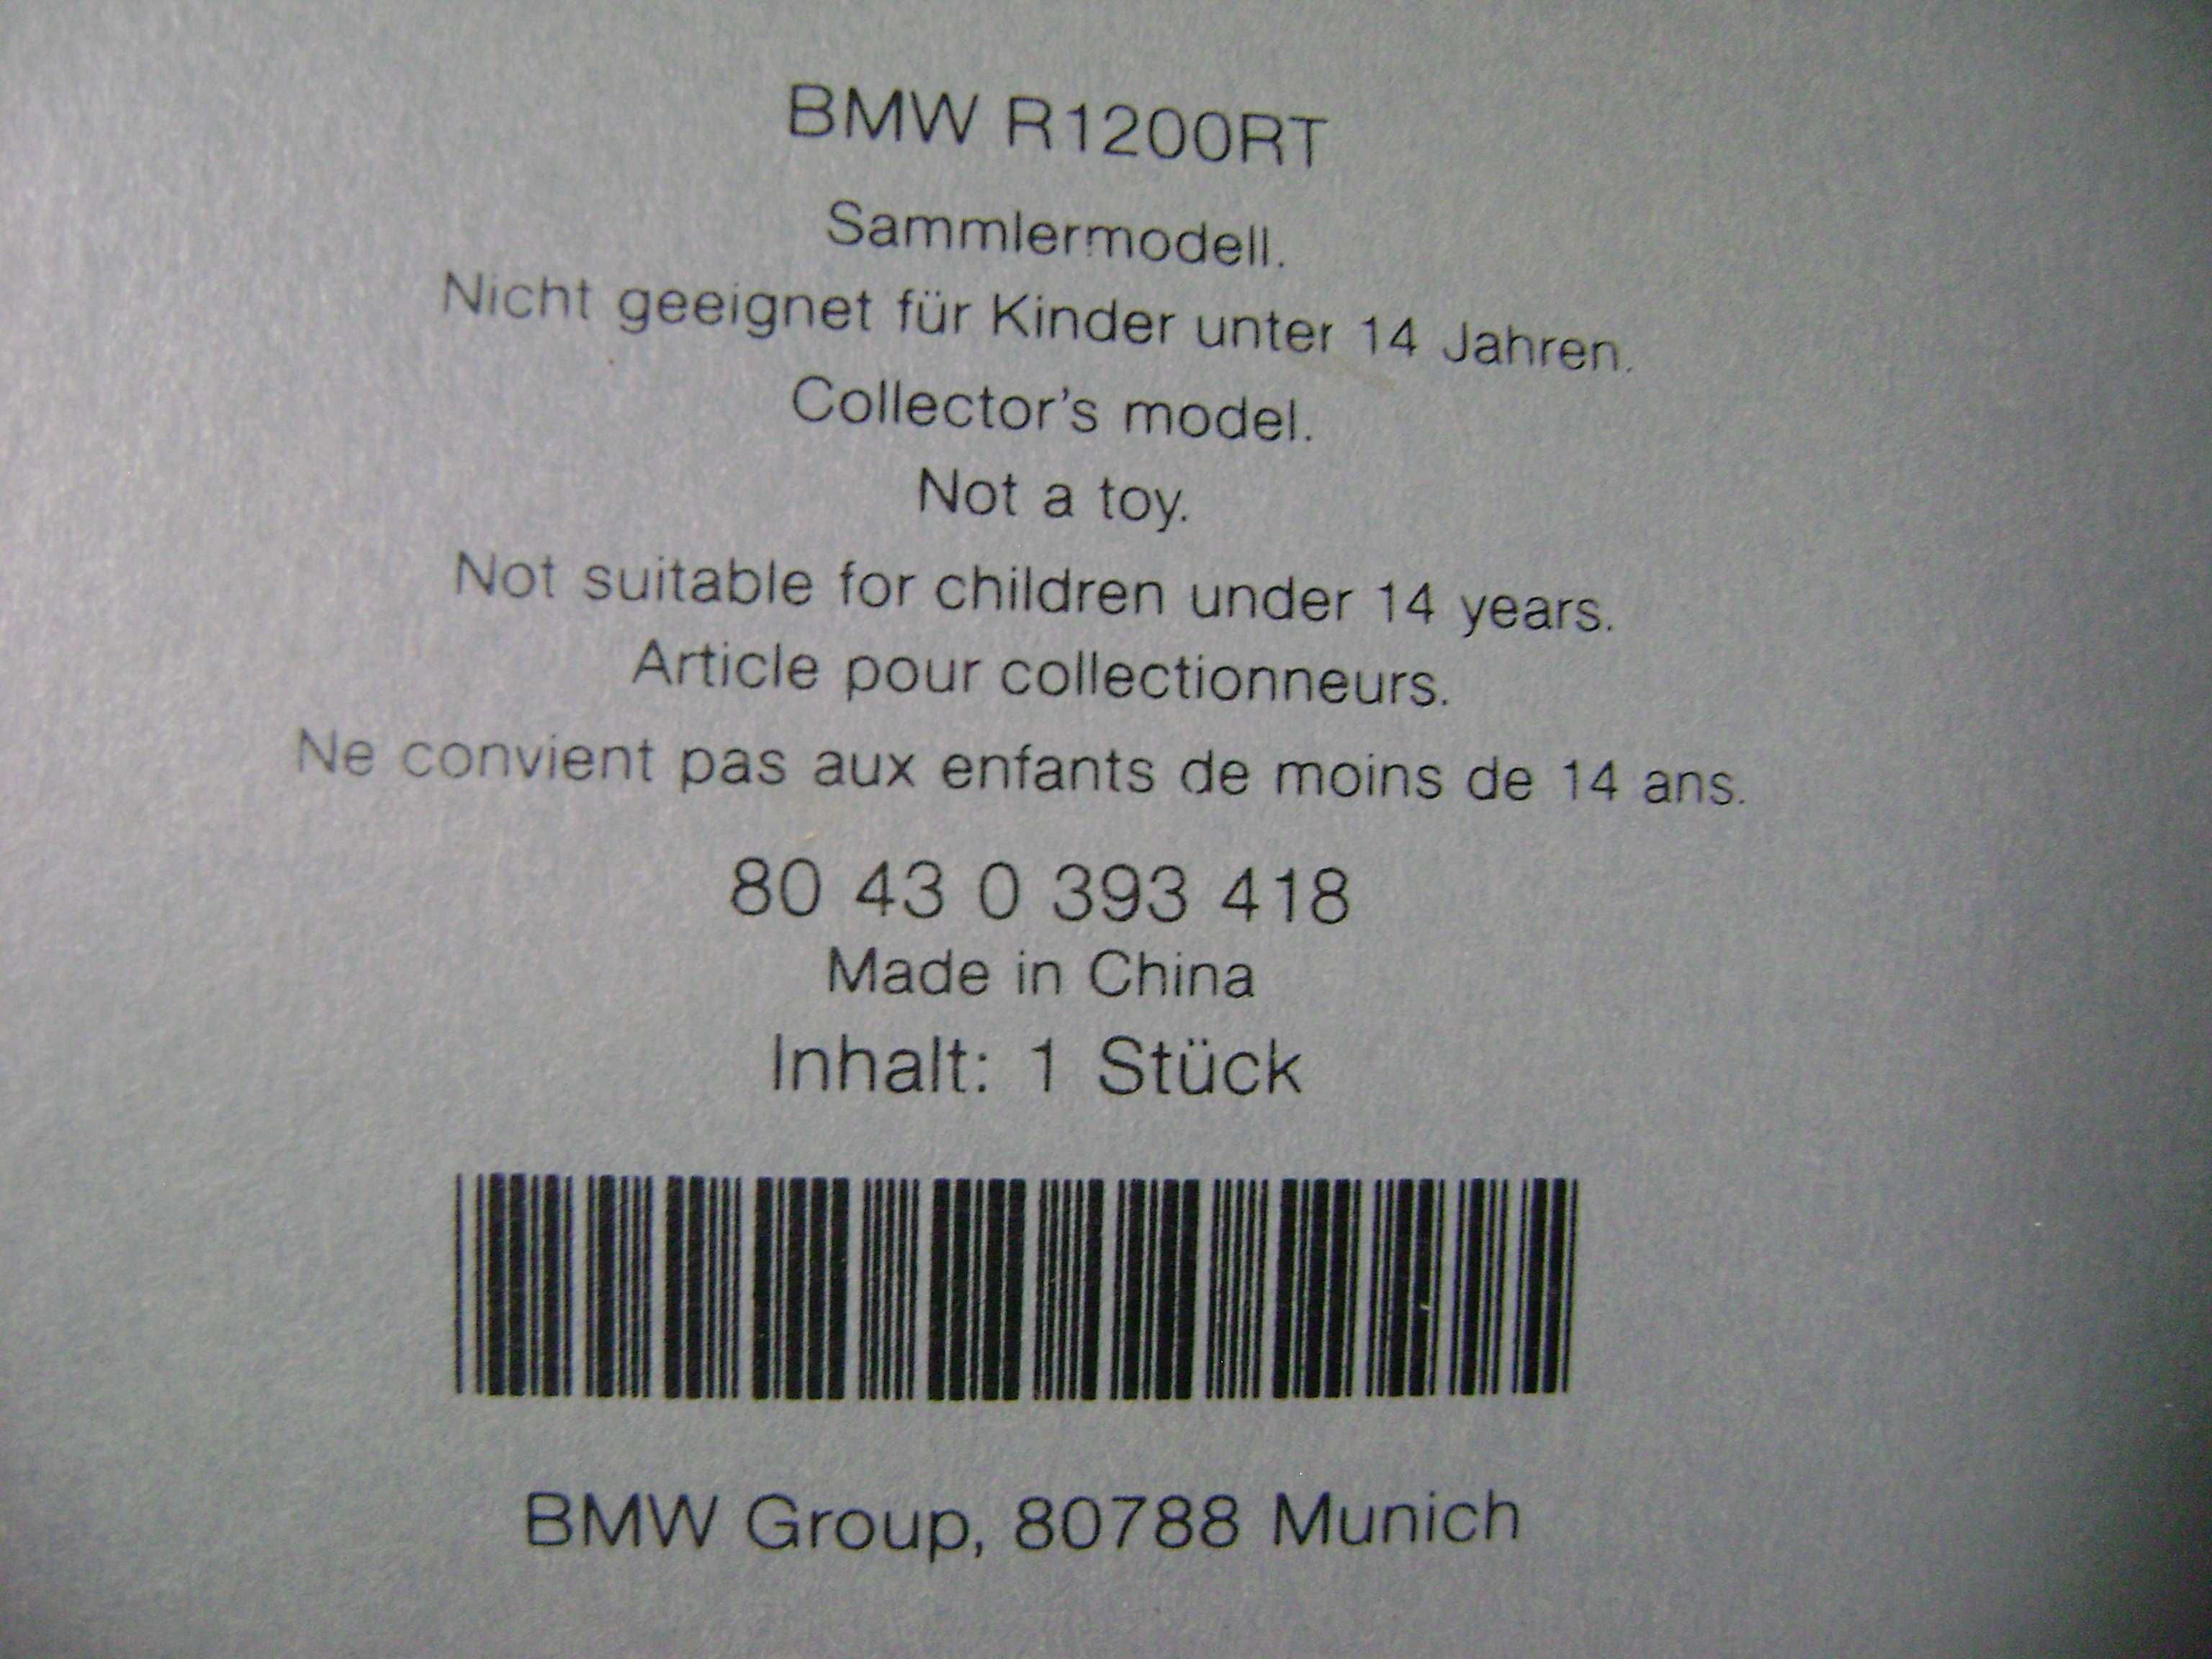 BMW R1200RT
Sammlermodell.
Nicht geeignet für Kinder unter 14 Jahren.
Collector's model.
Not a toy.
Not suitable for children under 14 years.
Article pour collectionneurs.
Ne convient pas aux enfants de moins de 14 ans.
80 43 0 393 418
Made in China
Inhalt: 1 Stück
BMW Group, 80788 Munich